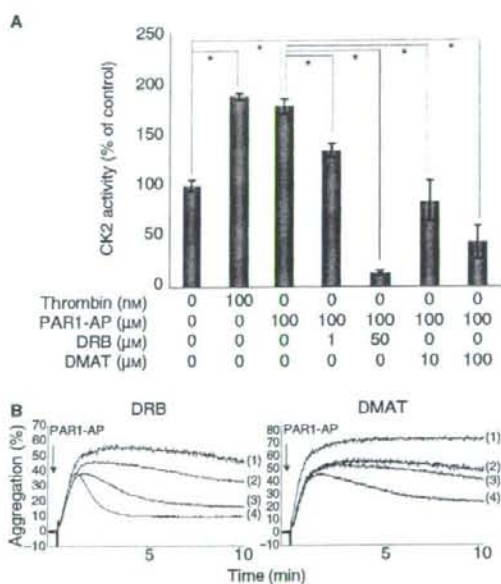 A
CK2 activity (% of control)
250
200
150
100
50
0
* * * * * *
Thrombin (nM) 0 100 0 0 0 0 0
PAR1-AP (μM) 0 0 100 100 100 100 100
DRB (μM) 0 0 0 1 50 0 0
DMAT (μM) 0 0 0 0 0 10 100
B
DRB DMAT
PAR1-AP PAR1-AP
Aggregation (%)
70 60 50 40 30 20 10 0 −10
(1)
(2)
(3)
(4)
80 70 60 50 40 30 20 10 0 −10
(1)
(2)
(3)
(4)
5 10 5 10
Time (min)